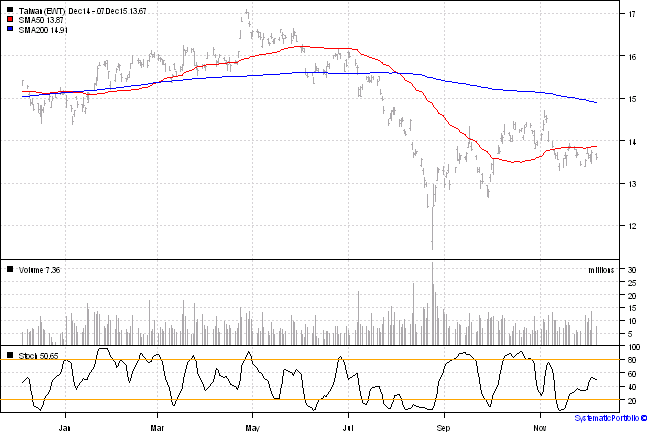 Taiwan (EWT) Dec14 - 07Dec15 13.67
SMA50 13.87
SMA200 14.91
17
16
15
14
13
12
Volume 7.36
millions
30
25
20
15
10
5
Stoch 50.65
100
80
60
40
20
Jan Mar May Jul Sep Nov
SystematicPortfolio ©